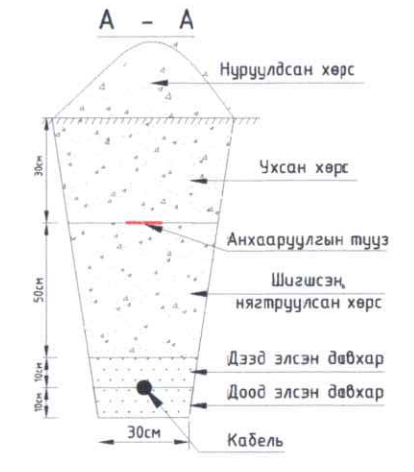 А - А
Нуруулдсан хөрс
Ухсан хөрс
30см
Анхааруулгын тууз
Шигшсэн,
нягтруулсан хөрс
50см
Дээд элсэн давхар
10см
Доод элсэн давхар
10см
30см
Кабель